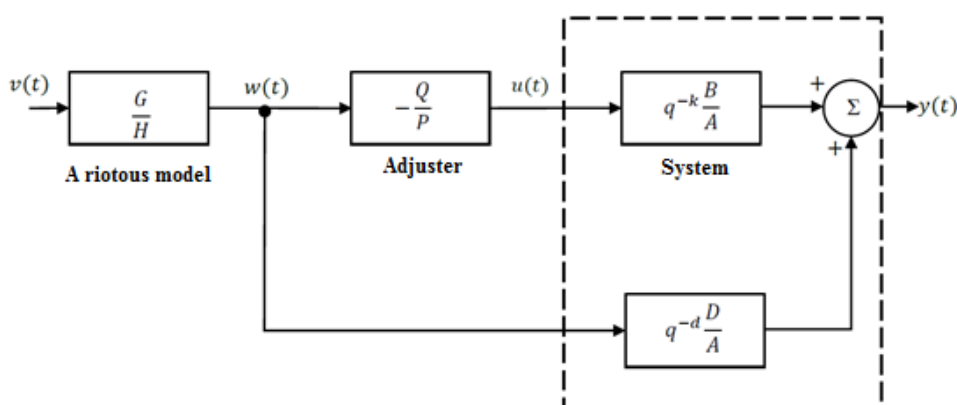 v(t)
G
H
w(t)
-Q
P
u(t)
q^{-k} B
A
+
Σ
y(t)
+
A riotous model
Adjuster
System
q^{-d} D
A